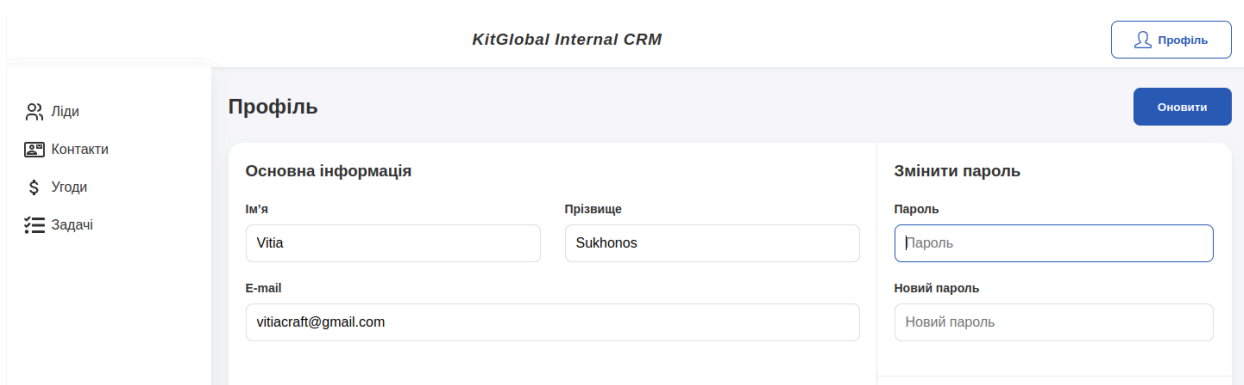 KitGlobal Internal CRM
Профіль
Ліди
Контакти
Угоди
Задачі
Профіль
Оновити
Основна інформація
Ім’я
Прізвище
Vitia
Sukhonos
E-mail
vitiacraft@gmail.com
Змінити пароль
Пароль
Пароль
Новий пароль
Новий пароль